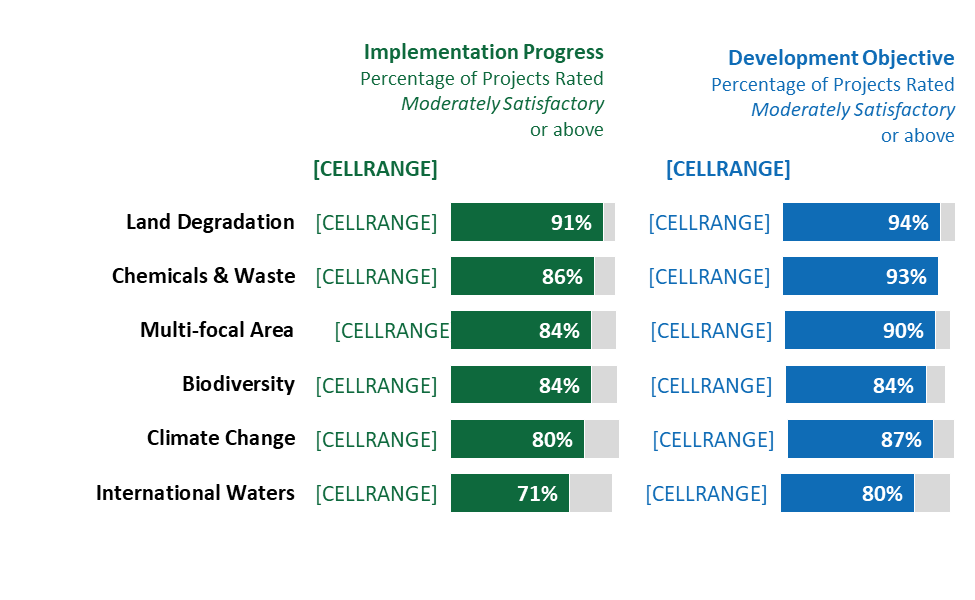 Implementation Progress
Percentage of Projects Rated
Moderately Satisfactory
or above
Development Objective
Percentage of Projects Rated
Moderately Satisfactory
or above
[CELLRANGE] [CELLRANGE]
Land Degradation [CELLRANGE] 91% [CELLRANGE] 94%
Chemicals & Waste [CELLRANGE] 86% [CELLRANGE] 93%
Multi-focal Area [CELLRANGE 84% [CELLRANGE] 90%
Biodiversity [CELLRANGE] 84% [CELLRANGE] 84%
Climate Change [CELLRANGE] 80% [CELLRANGE] 87%
International Waters [CELLRANGE] 71% [CELLRANGE] 80%